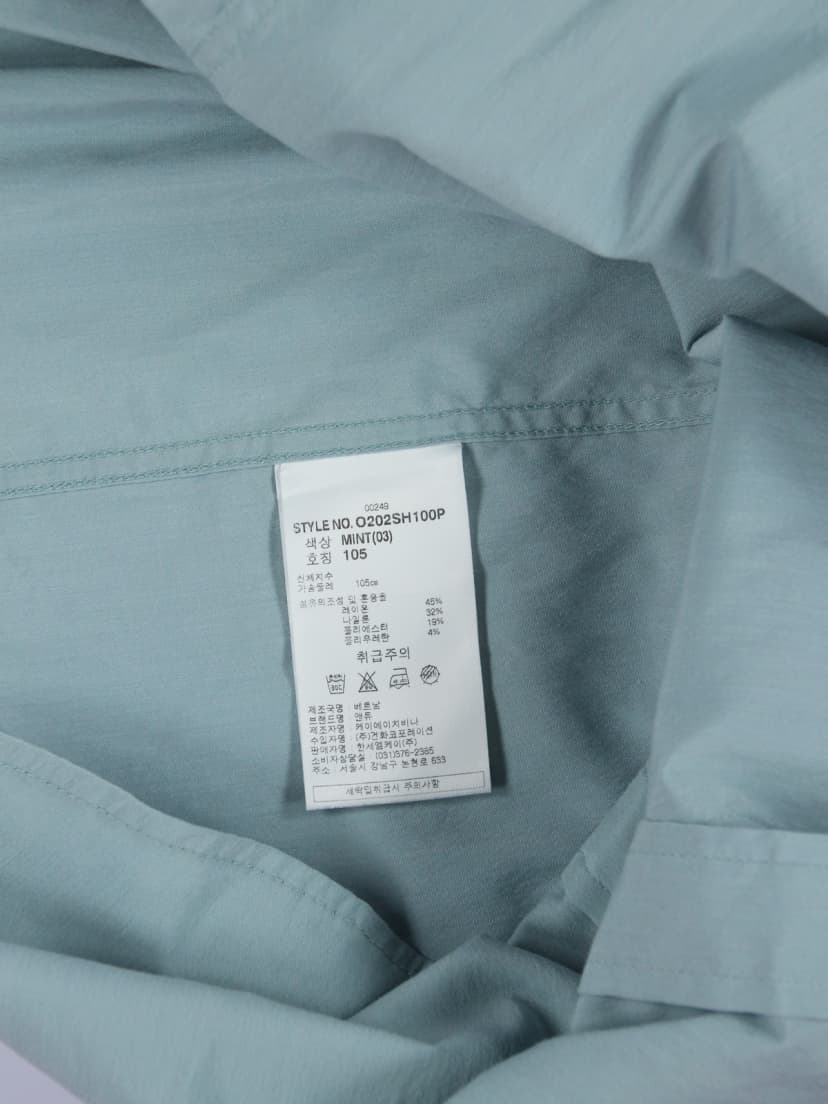 00249
STYLE NO. O202SH100P
색상 MINT(03)
호칭 105
신체치수
가슴둘레 105㎝
섬유의조성 및 혼용율
레이온 45%
나일론 32%
폴리에스터 19%
폴리우레탄 4%
취급주의
제조국명 : 베트남
브랜드명 : 앤듀
제조자명 : 케이에이치비나
수입자명 : (주)건화코포레이션
판매자명 : 한세엠케이(주)
소비자상담실 : (031)376-2385
주소 : 서울시 강남구 논현로 633
세탁및취급시 주의사항